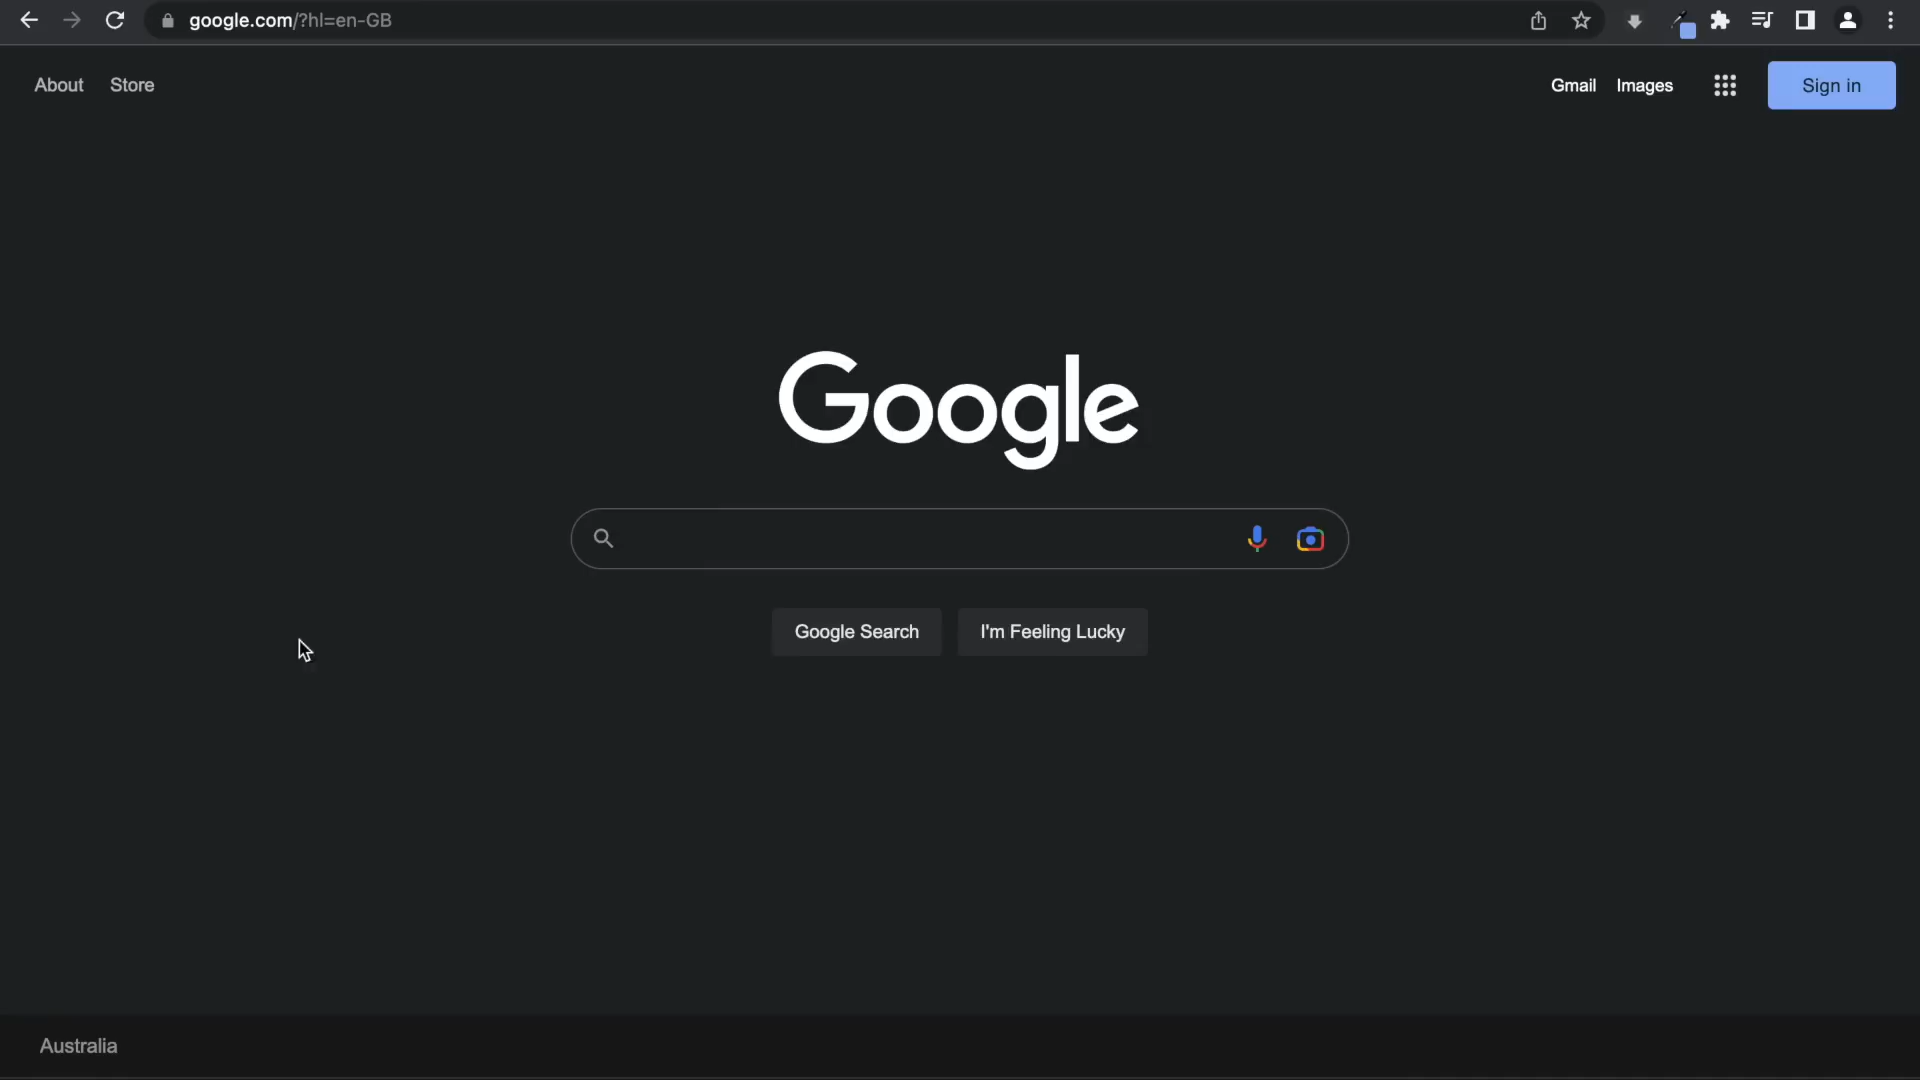 google.com/?hl=en-GB
About Store
Gmail Images Sign in
Google
Google Search I'm Feeling Lucky
Australia